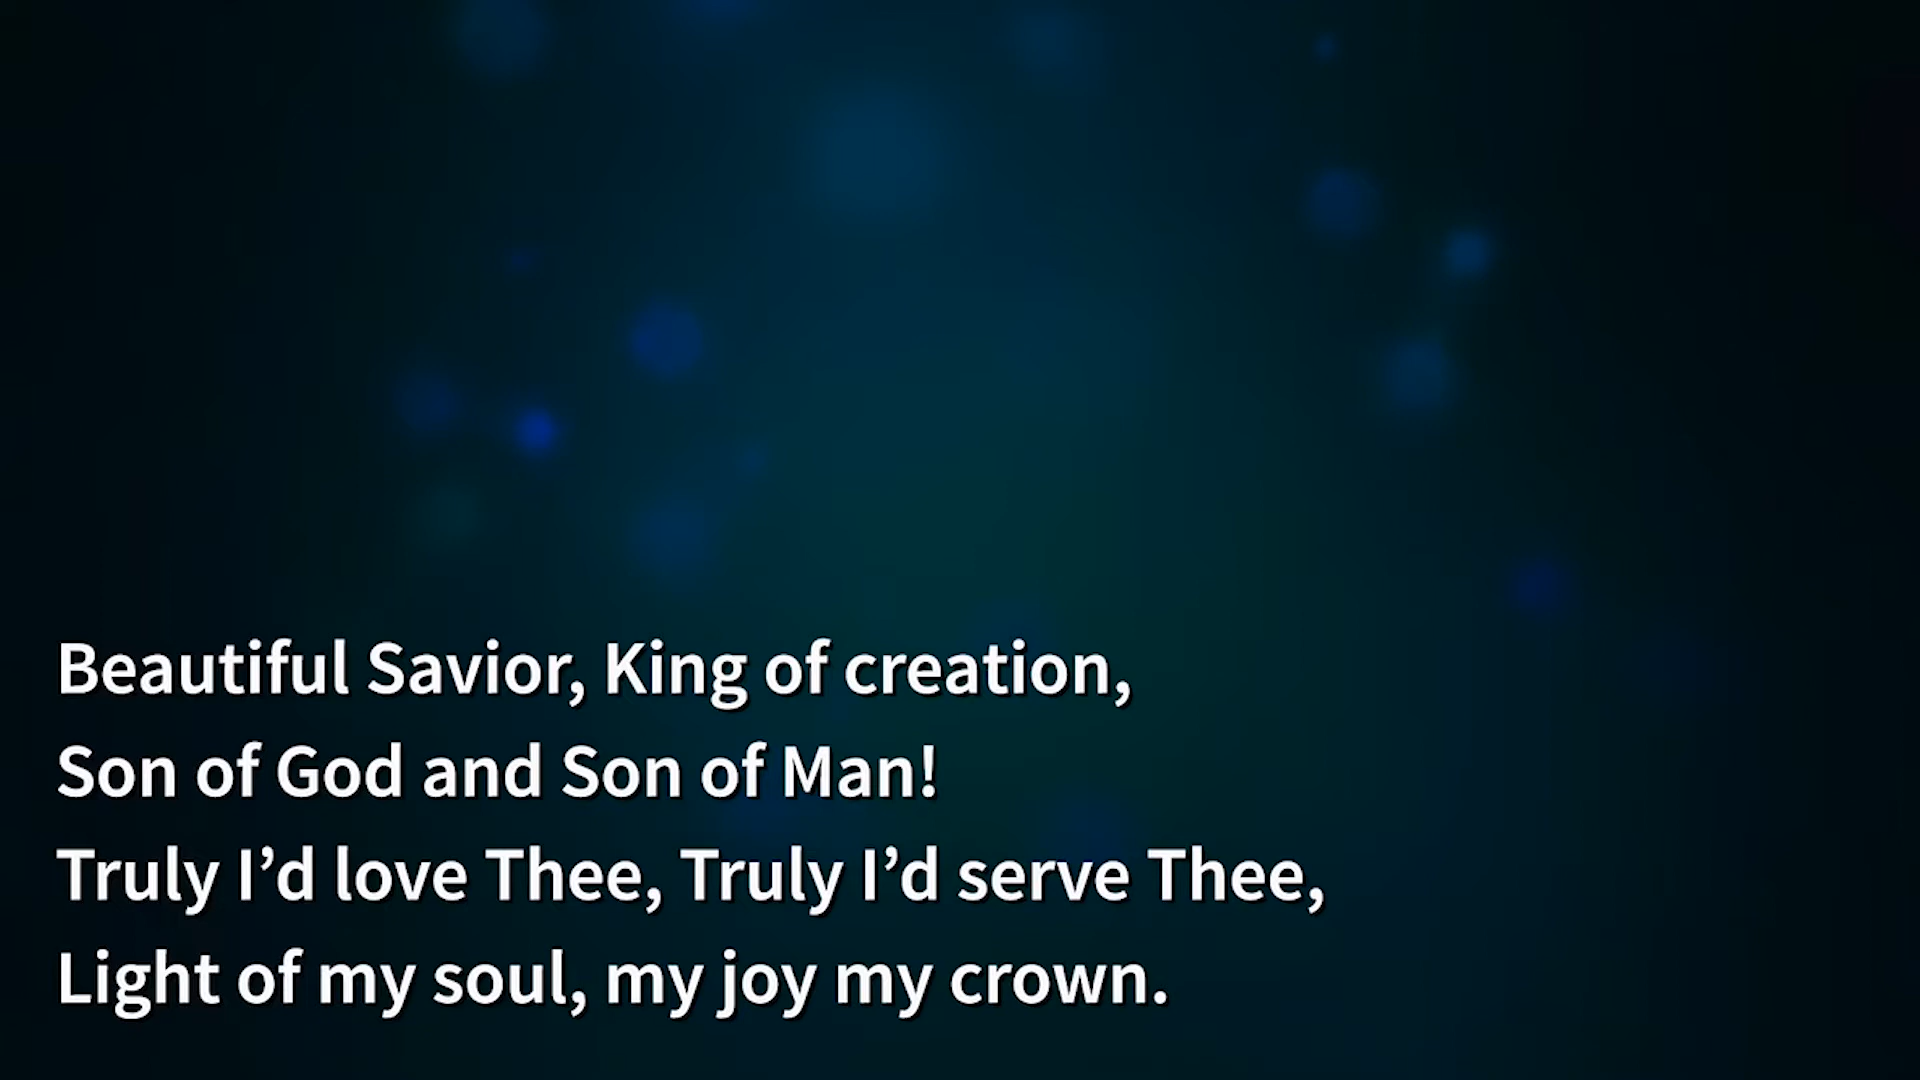 Beautiful Savior, King of creation,
Son of God and Son of Man!
Truly I’d love Thee, Truly I’d serve Thee,
Light of my soul, my joy my crown.